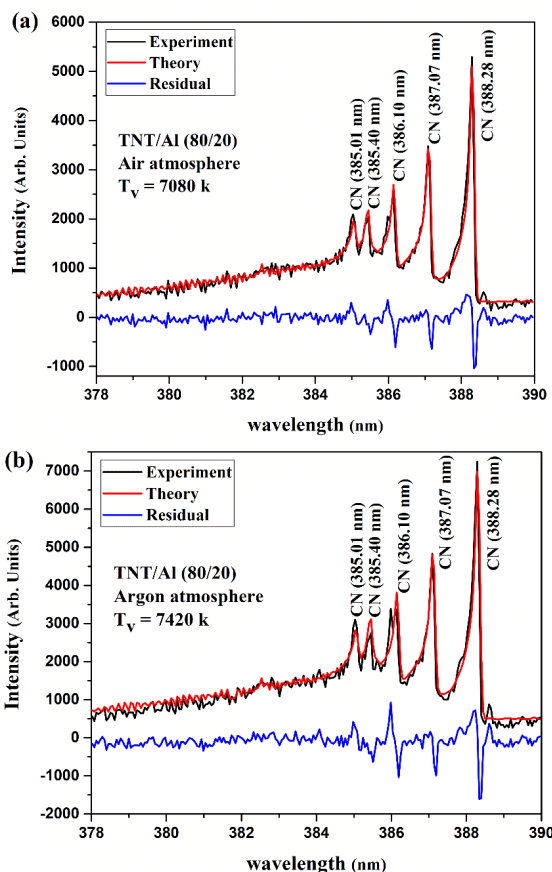 (a)
Experiment
Theory
Residual
TNT/Al (80/20)
Air atmosphere
Tv = 7080 k
CN (385.01 nm)
CN (385.40 nm)
CN (386.10 nm)
CN (387.07 nm)
CN (388.28 nm)
Intensity (Arb. Units)
6000
5000
4000
3000
2000
1000
0
-1000
378 380 382 384 386 388 390
wavelength (nm)
(b)
Experiment
Theory
Residual
TNT/Al (80/20)
Argon atmosphere
Tv = 7420 k
CN (385.01 nm)
CN (385.40 nm)
CN (386.10 nm)
CN (387.07 nm)
CN (388.28 nm)
Intensity (Arb. Units)
7000
6000
5000
4000
3000
2000
1000
0
-1000
-2000
378 380 382 384 386 388 390
wavelength (nm)